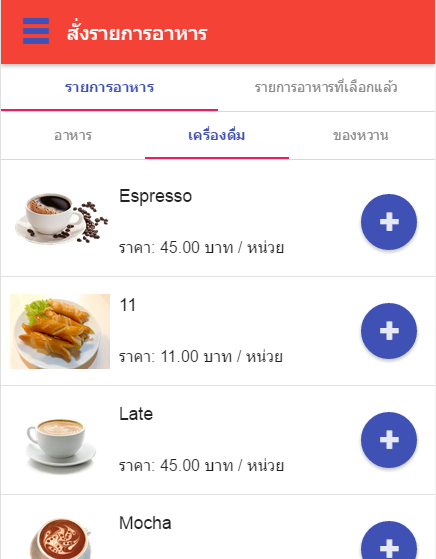 สั่งรายการอาหาร
รายการอาหาร รายการอาหารที่เลือกแล้ว
อาหาร เครื่องดื่ม ของหวาน
Espresso
ราคา: 45.00 บาท / หน่วย
11
ราคา: 11.00 บาท / หน่วย
Late
ราคา: 45.00 บาท / หน่วย
Mocha